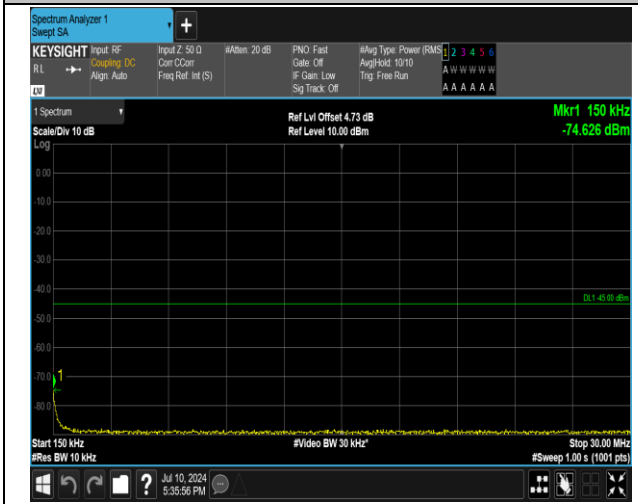 Spectrum Analyzer 1
Swept SA
+
KEYSIGHT
RL
Input: RF
Coupling: DC
Align: Auto
Input Z: 50 Ω
Corr CCorr
Freq Ref: Int (S)
#Atten: 20 dB
PNO: Fast
Gate: Off
IF Gain: Low
Sig Track: Off
#Avg Type: Power (RMS
Avg|Hold: 10/10
Trig: Free Run
1 2 3 4 5 6
A W W W W W
A A A A A A
1 Spectrum
Scale/Div 10 dB
Log
Ref Lvl Offset 4.73 dB
Ref Level 10.00 dBm
Mkr1 150 kHz
-74.626 dBm
0.00
-10.0
-20.0
-30.0
-40.0
DL1 -45.00 dBm
-50.0
-60.0
-70.0
1
-80.0
Start 150 kHz
#Res BW 10 kHz
#Video BW 30 kHz*
Stop 30.00 MHz
#Sweep 1.00 s (1001 pts)
?
Jul 10, 2024
5:35:56 PM